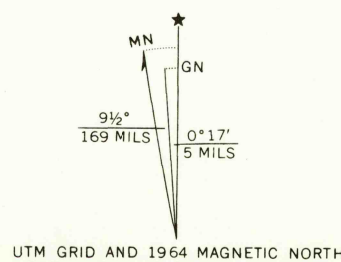 ★
MN
GN
9½°
169 MILS
0°17'
5 MILS
UTM GRID AND 1964 MAGNETIC NORTH